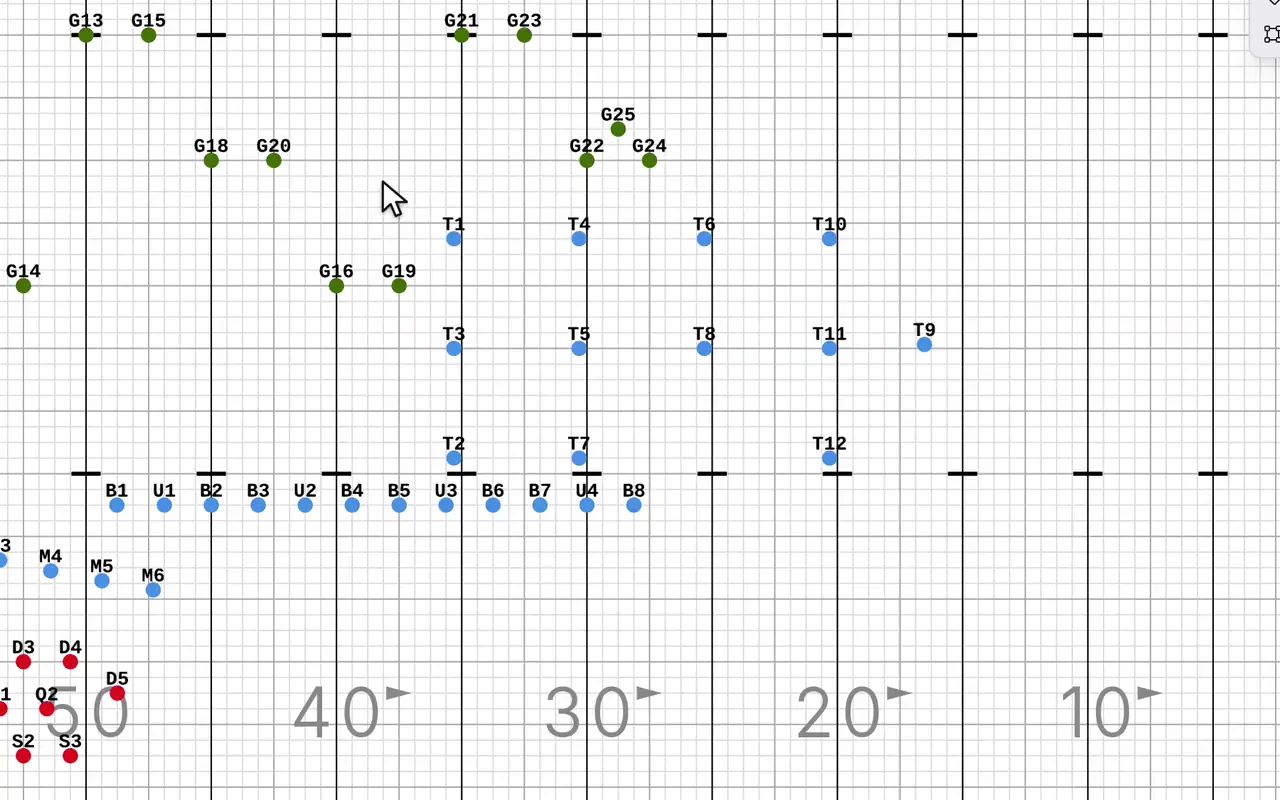 G13 G15 G21 G23
G25
G18 G20 G22 G24
T1 T4 T6 T10
G14 G16 G19
T3 T5 T8 T11 T9
T2 T7 T12
B1 U1 B2 B3 U2 B4 B5 U3 B6 B7 U4 B8
3 M4 M5 M6
D3 D4
D5
1 Q2
50 40 30 20 10
S2 S3